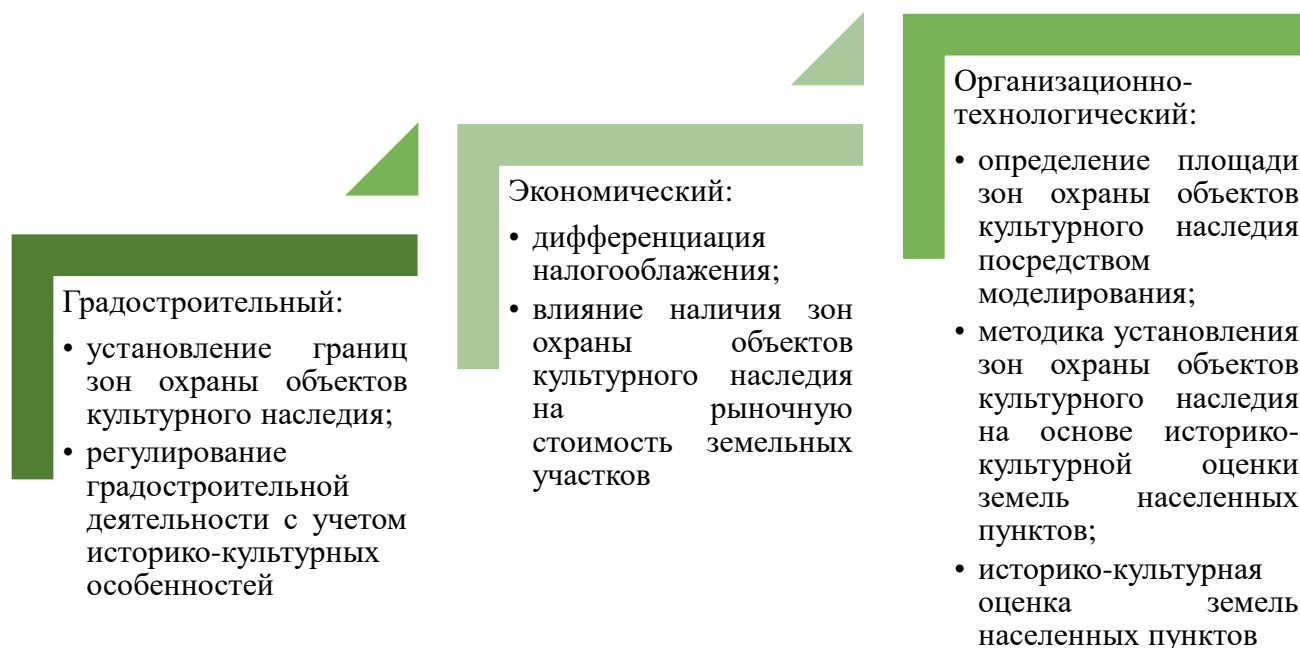 Градостроительный:
• установление границ
зон охраны объектов
культурного наследия;
• регулирование
градостроительной
деятельности с учетом
историко-культурных
особенностей
Экономический:
• дифференциация
налогооблажения;
• влияние наличия зон
охраны объектов
культурного наследия
на рыночную
стоимость земельных
участков
Организационно-
технологический:
• определение площади
зон охраны объектов
культурного наследия
посредством
моделирования;
• методика установления
зон охраны объектов
культурного наследия
на основе историко-
культурной оценки
земель населенных
пунктов;
• историко-культурная
оценка земель
населенных пунктов